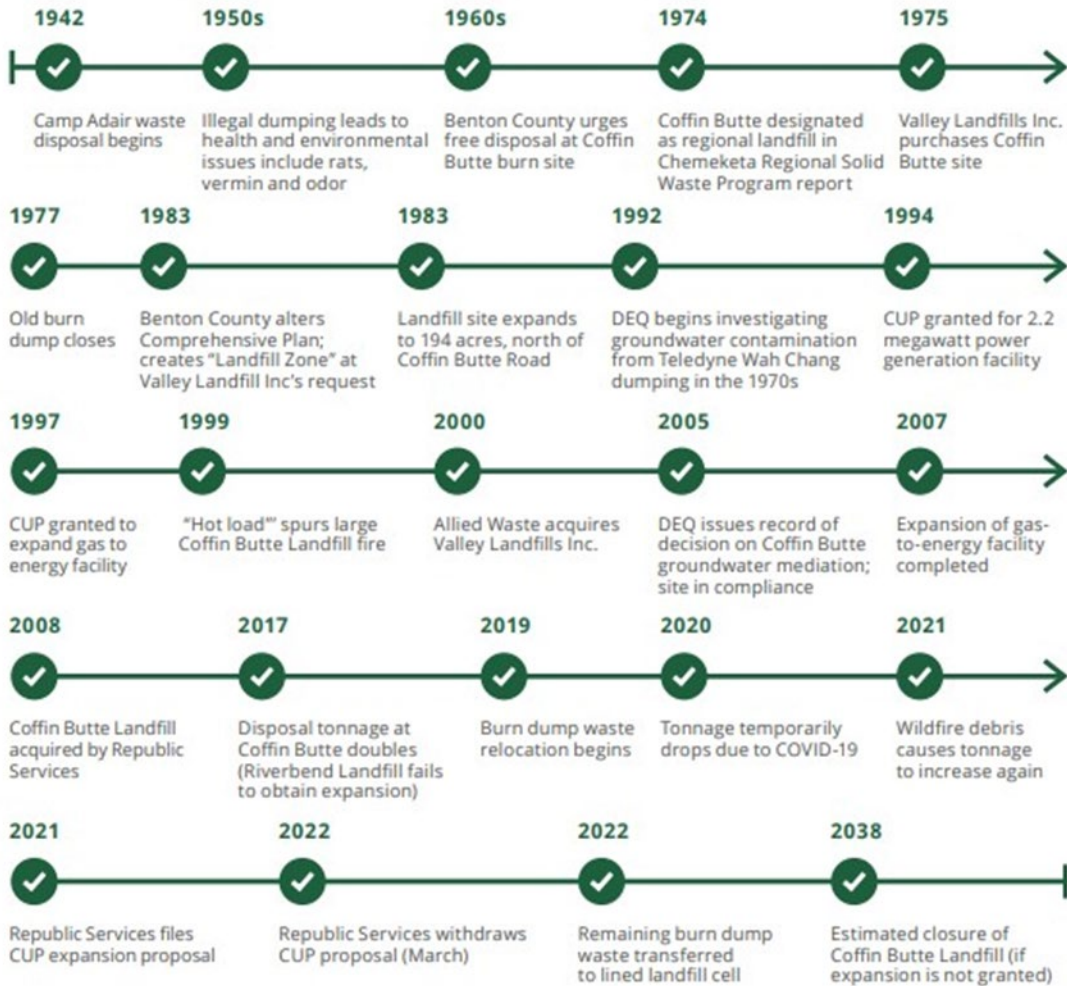 1942
1950s
1960s
1974
1975
Camp Adair waste
disposal begins
Illegal dumping leads to
health and environmental
issues include rats,
vermin and odor
Benton County urges
free disposal at Coffin
Butte burn site
Coffin Butte designated
as regional landfill in
Chemeketa Regional Solid
Waste Program report
Valley Landfills Inc.
purchases Coffin
Butte site
1977
1983
1983
1992
1994
Old burn
dump closes
Benton County alters
Comprehensive Plan;
creates “Landfill Zone” at
Valley Landfill Inc’s request
Landfill site expands
to 194 acres, north of
Coffin Butte Road
DEQ begins investigating
groundwater contamination
from Teledyne Wah Chang
dumping in the 1970s
CUP granted for 2.2
megawatt power
generation facility
1997
1999
2000
2005
2007
CUP granted to
expand gas to
energy facility
“Hot load”” spurs large
Coffin Butte Landfill fire
Allied Waste acquires
Valley Landfills Inc.
DEQ issues record of
decision on Coffin Butte
groundwater mediation;
site in compliance
Expansion of gas-
to-energy facility
completed
2008
2017
2019
2020
2021
Coffin Butte Landfill
acquired by Republic
Services
Disposal tonnage at
Coffin Butte doubles
(Riverbend Landfill fails
to obtain expansion)
Burn dump waste
relocation begins
Tonnage temporarily
drops due to COVID-19
Wildfire debris
causes tonnage
to increase again
2021
2022
2022
2038
Republic Services files
CUP expansion proposal
Republic Services withdraws
CUP proposal (March)
Remaining burn dump
waste transferred
to lined landfill cell
Estimated closure of
Coffin Butte Landfill (if
expansion is not granted)